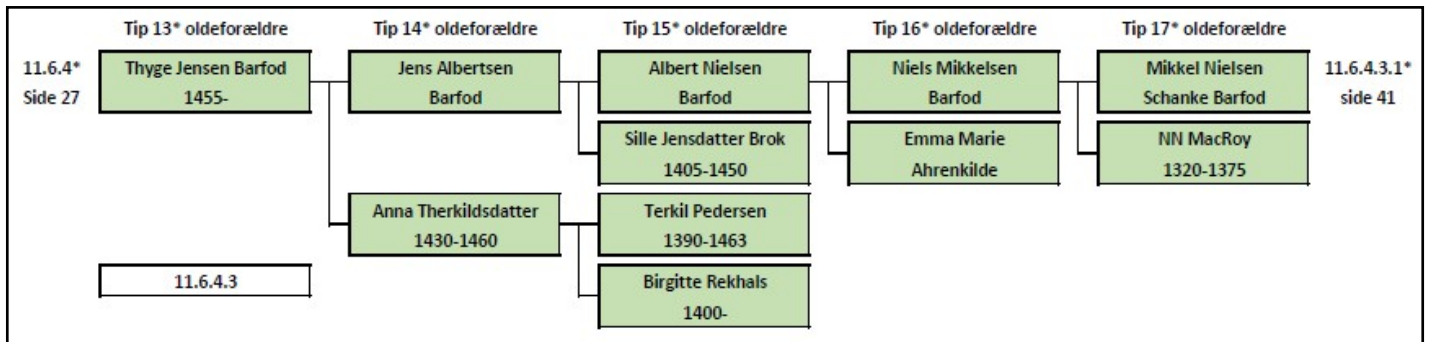 Tip 13* oldeforældre
Tip 14* oldeforældre
Tip 15* oldeforældre
Tip 16* oldeforældre
Tip 17* oldeforældre
11.6.4*
Side 27
Thyge Jensen Barfod
1455-
Jens Albertsen
Barfod
Albert Nielsen
Barfod
Niels Mikkelsen
Barfod
Mikkel Nielsen
Schanke Barfod
11.6.4.3.1*
side 41
Sille Jensdatter Brok
1405-1450
Emma Marie
Ahrenkilde
NN MacRoy
1320-1375
Anna Therkildsdatter
1430-1460
Terkil Pedersen
1390-1463
11.6.4.3
Birgitte Rekhals
1400-